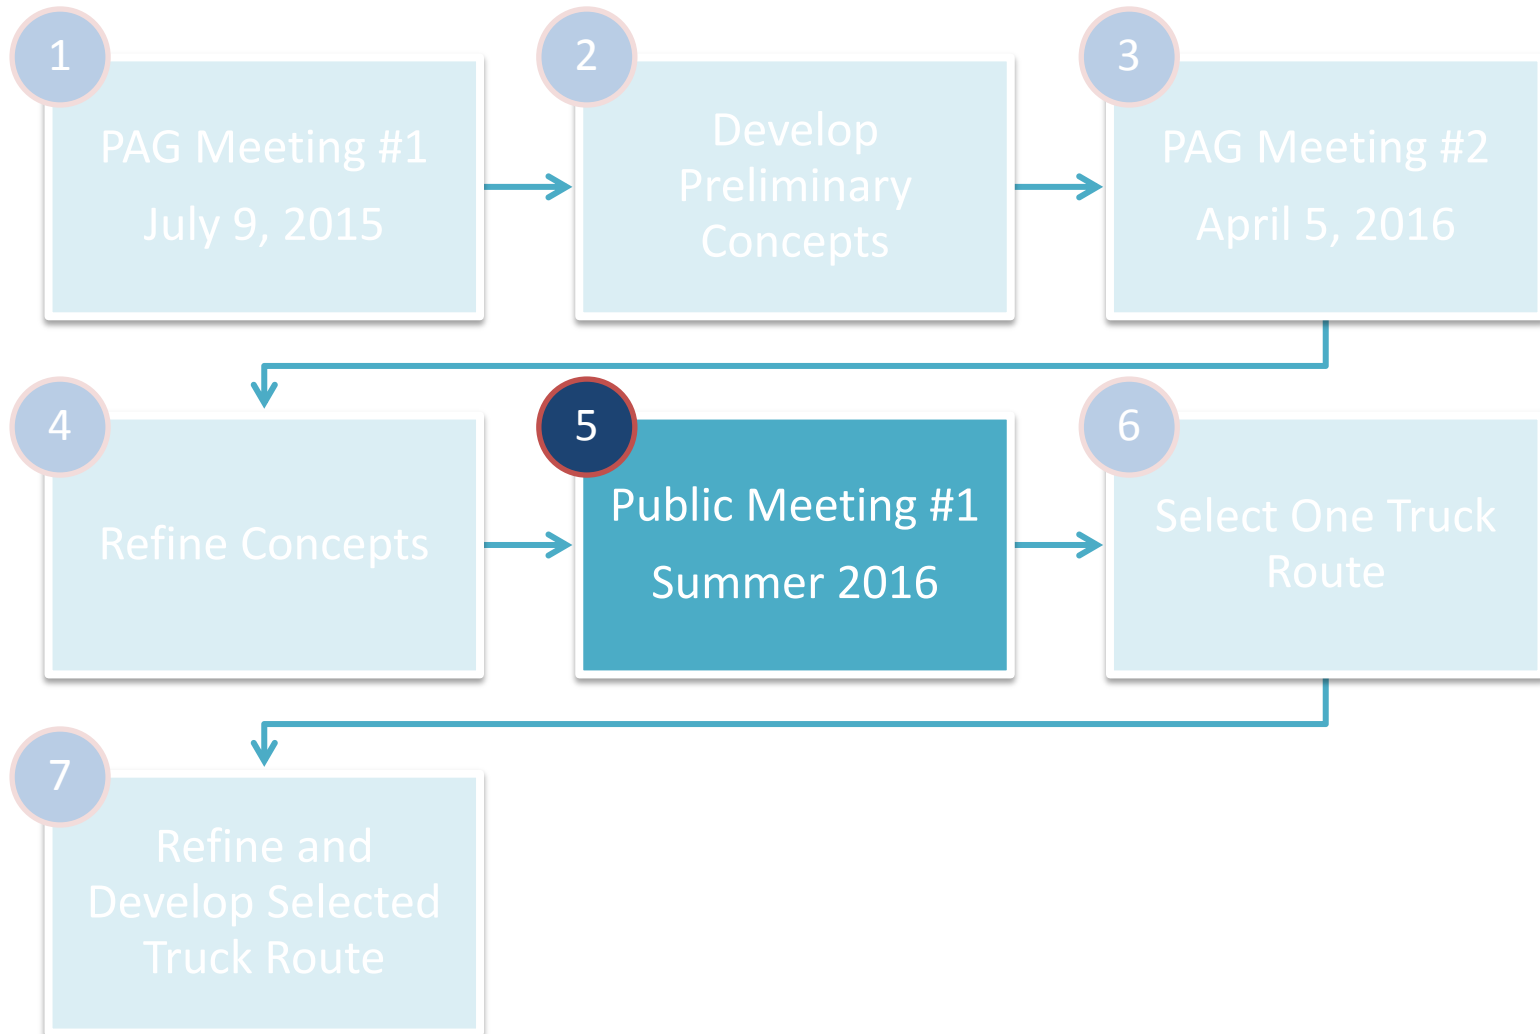 1
PAG Meeting #1
July 9, 2015
2
Develop
Preliminary
Concepts
3
PAG Meeting #2
April 5, 2016
4
Refine Concepts
5
Public Meeting #1
Summer 2016
6
Select One Truck
Route
7
Refine and
Develop Selected
Truck Route